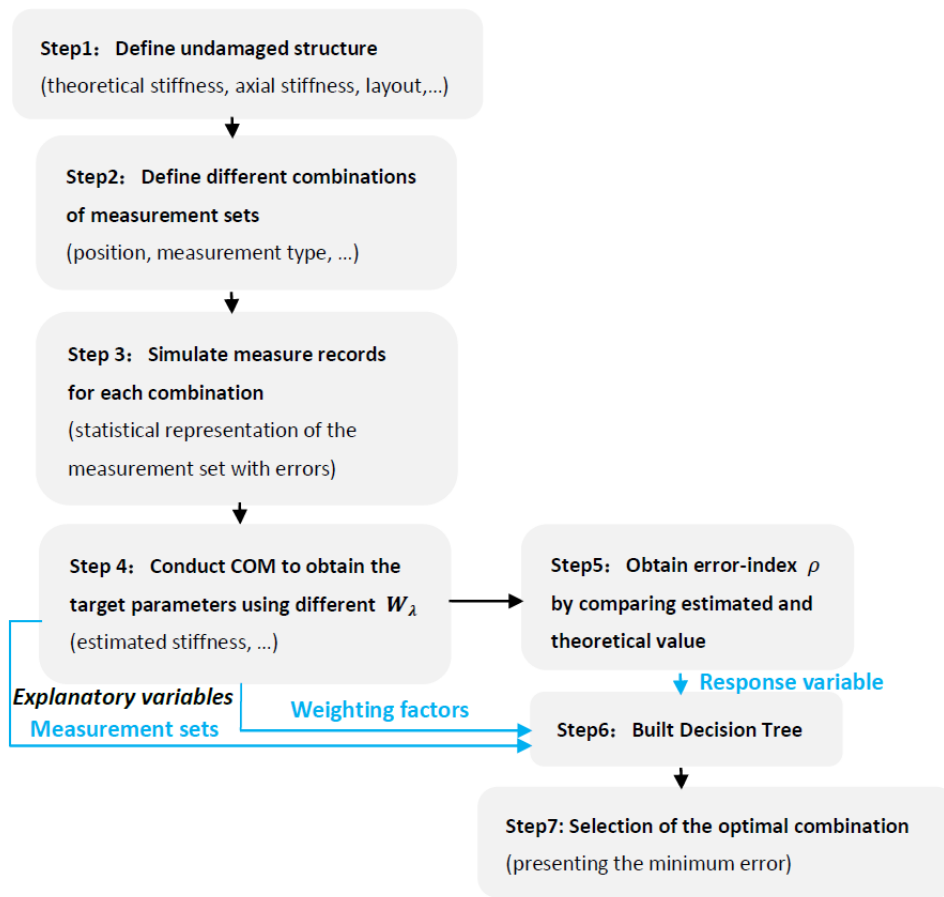 Step1： Define undamaged structure
(theoretical stiffness, axial stiffness, layout,…)
Step2： Define different combinations
of measurement sets
(position, measurement type, …)
Step 3： Simulate measure records
for each combination
(statistical representation of the
measurement set with errors)
Step 4： Conduct COM to obtain the
target parameters using different W_λ
(estimated stiffness, …)
Step5： Obtain error-index ρ
by comparing estimated and
theoretical value
Explanatory variables
Measurement sets
Weighting factors
Response variable
Step6： Built Decision Tree
Step7: Selection of the optimal combination
(presenting the minimum error)